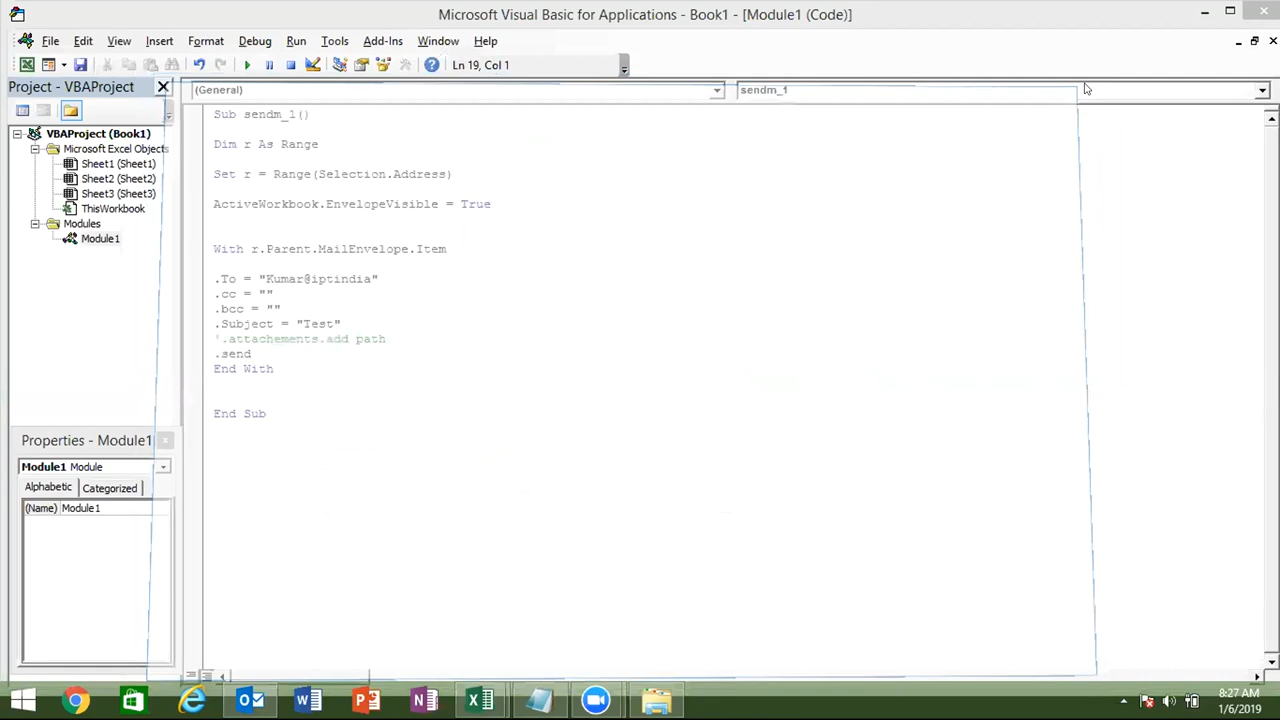 Microsoft Visual Basic for Applications - Book1 - [Module1 (Code)]
File Edit View Insert Format Debug Run Tools Add-Ins Window Help
Ln 19, Col 1
Project - VBAProject
(General)
sendm_1
VBAProject (Book1)
Microsoft Excel Objects
Sheet1 (Sheet1)
Sheet2 (Sheet2)
Sheet3 (Sheet3)
ThisWorkbook
Modules
Module1
Sub sendm_1()
Dim r As Range
Set r = Range(Selection.Address)
ActiveWorkbook.EnvelopeVisible = True
With r.Parent.MailEnvelope.Item
.To = "Kumar@iptindia"
.cc = ""
.bcc = ""
.Subject = "Test"
'.attachements.add path
.send
End With
End Sub
Properties - Module1
Module1 Module
Alphabetic Categorized
(Name) Module1
8:27 AM
1/6/2019